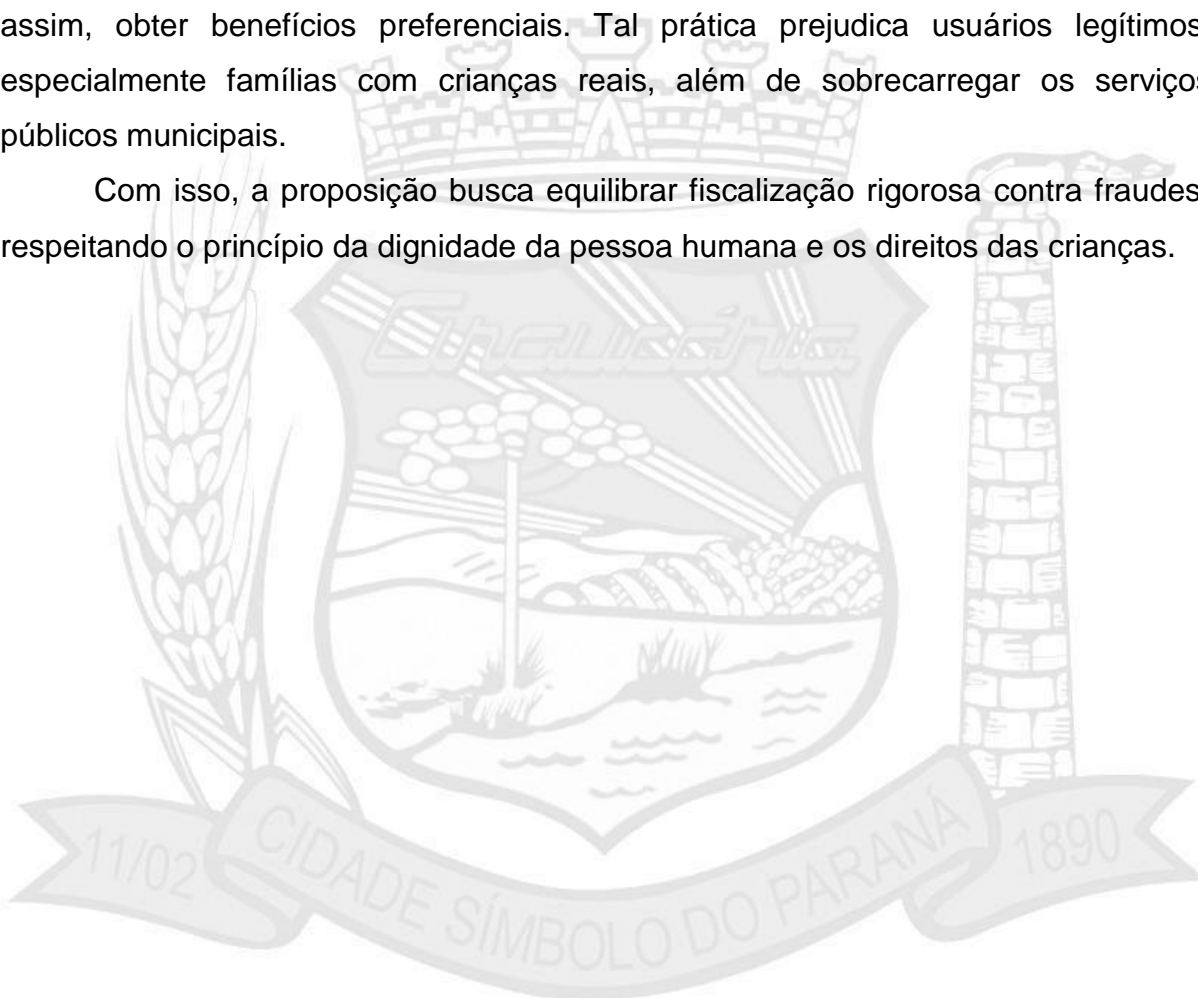 assim, obter benefícios preferenciais. Tal prática prejudica usuários legítimos
especialmente famílias com crianças reais, além de sobrecarregar os serviços
públicos municipais.
Com isso, a proposição busca equilibrar fiscalização rigorosa contra fraudes
respeitando o princípio da dignidade da pessoa humana e os direitos das crianças.
Araucária
11/02
CIDADE SÍMBOLO DO PARANÁ
1890